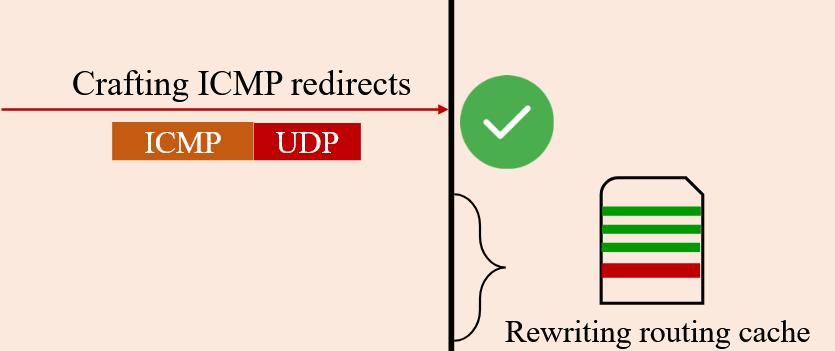 Crafting ICMP redirects
ICMP UDP
Rewriting routing cache